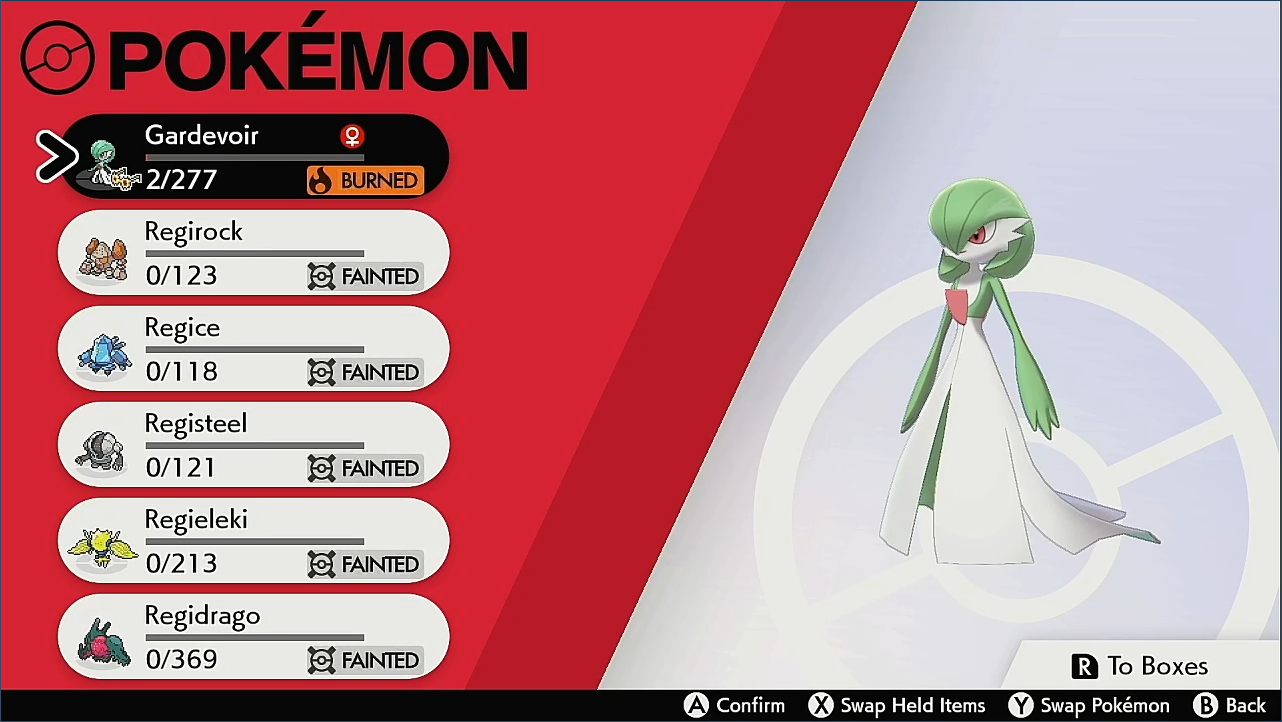 POKÉMON
Gardevoir ♀
2/277 BURNED
Regirock
0/123 FAINTED
Regice
0/118 FAINTED
Registeel
0/121 FAINTED
Regieleki
0/213 FAINTED
Regidrago
0/369 FAINTED
R To Boxes
A Confirm X Swap Held Items Y Swap Pokémon B Back